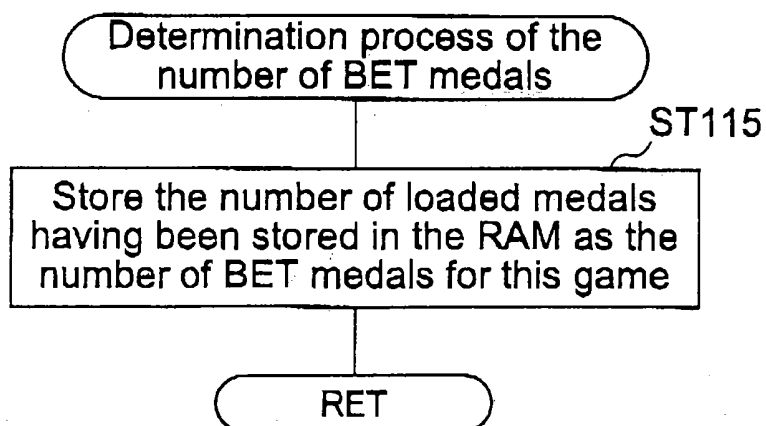 Determination process of the
number of BET medals
ST115
Store the number of loaded medals
having been stored in the RAM as the
number of BET medals for this game
RET